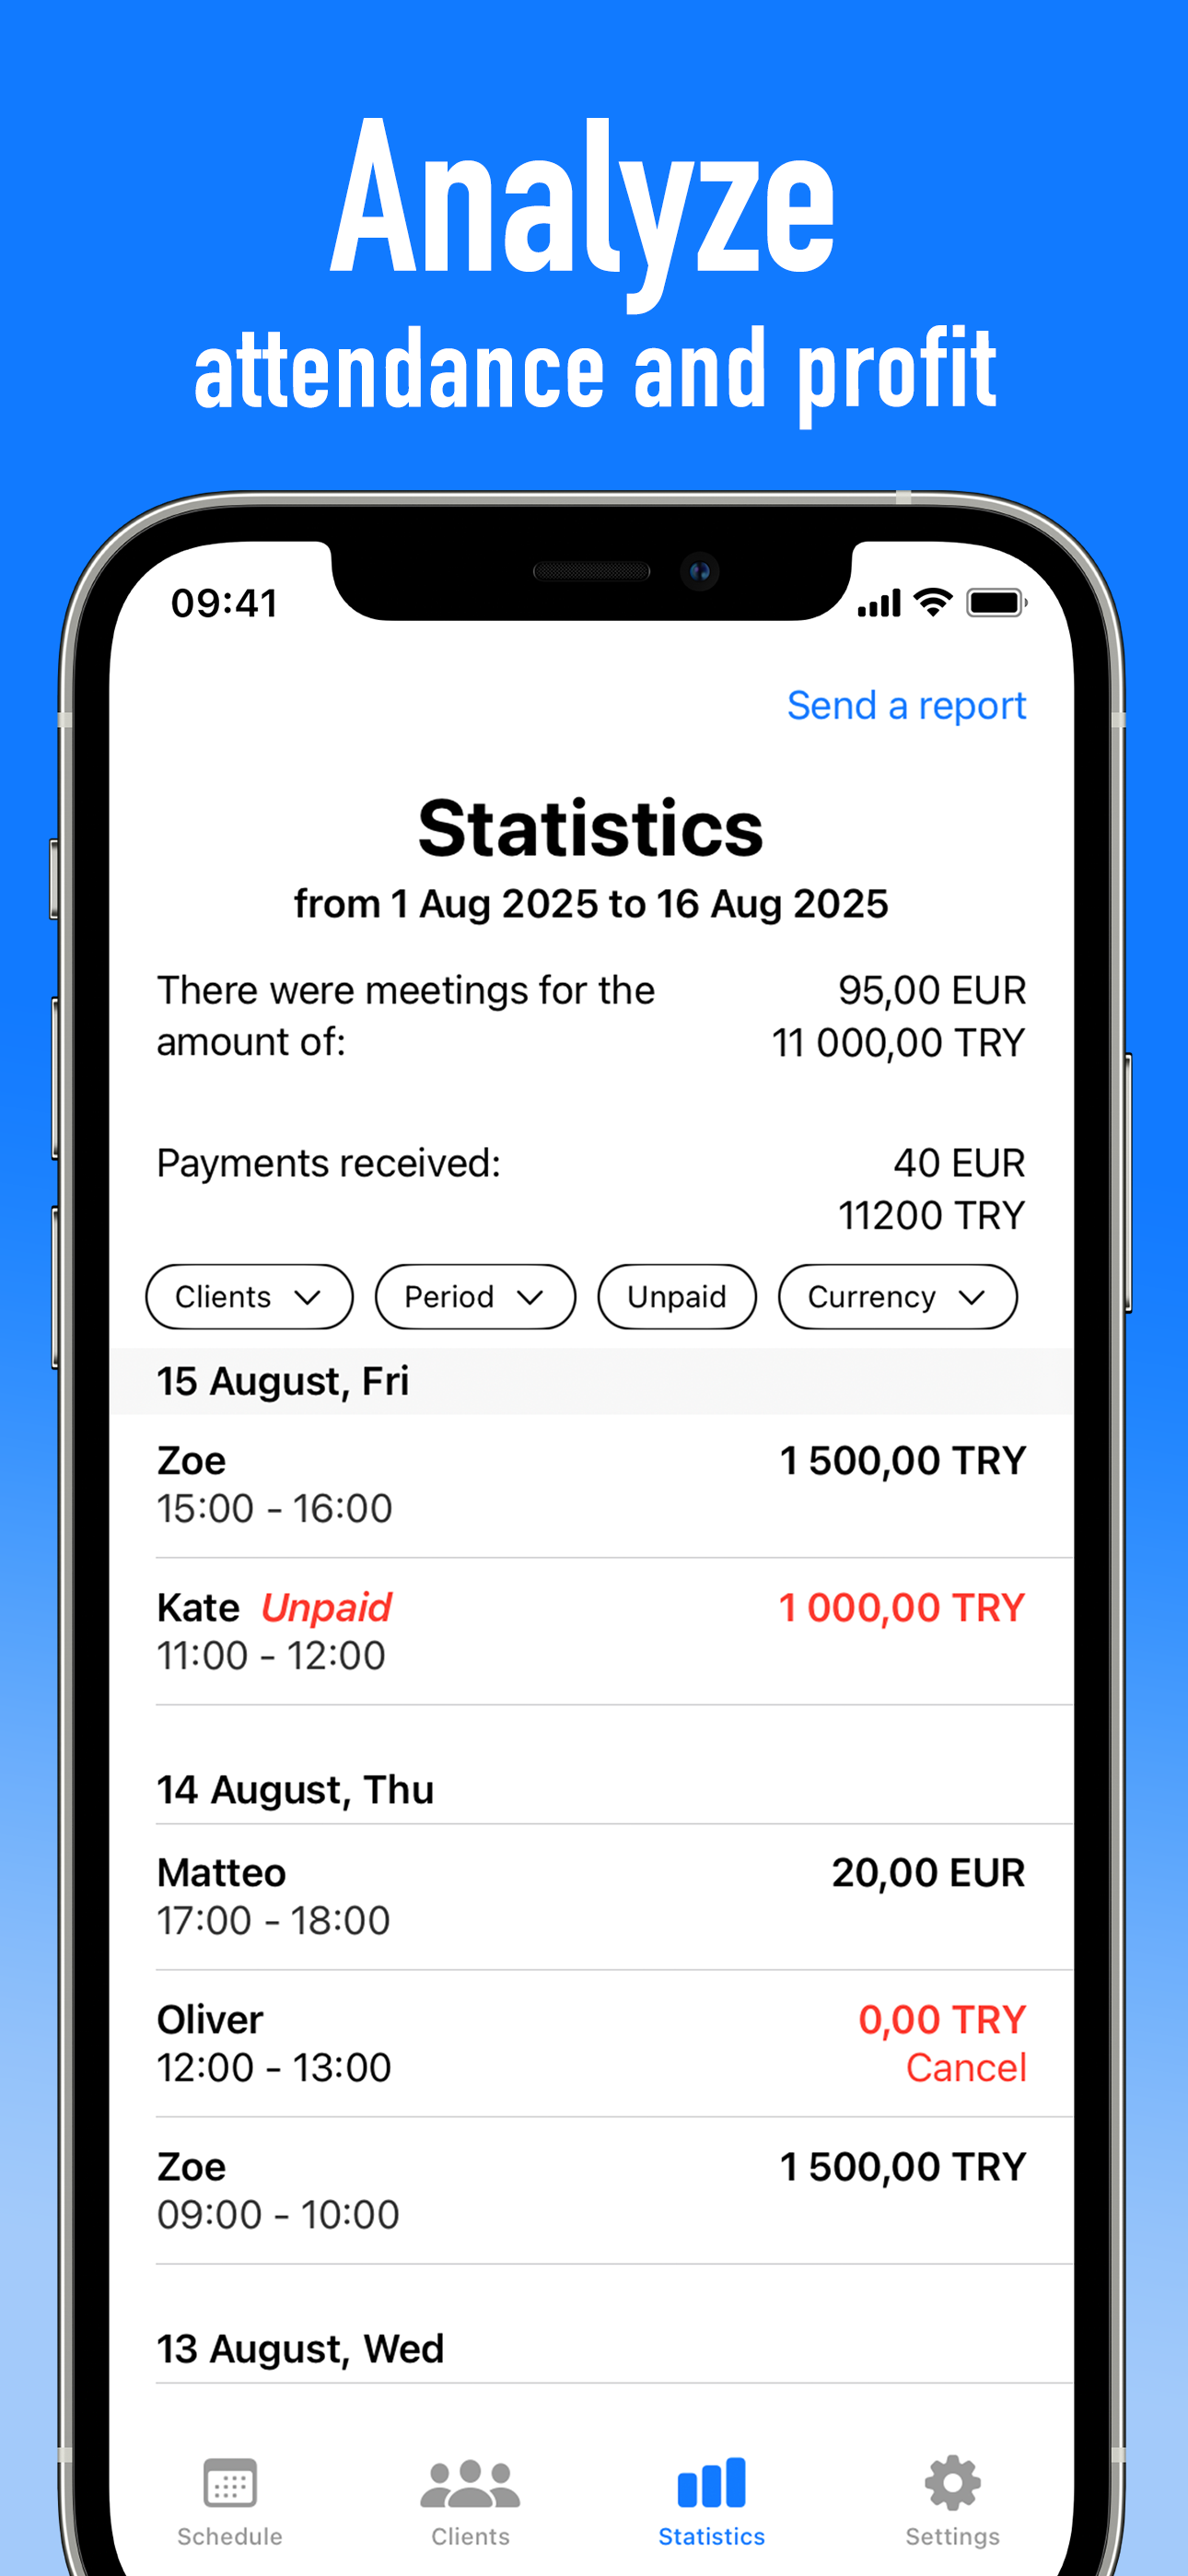 Analyze
attendance and profit
09:41
Send a report
Statistics
from 1 Aug 2025 to 16 Aug 2025
There were meetings for the
amount of:
95,00 EUR
11 000,00 TRY
Payments received:
40 EUR
11200 TRY
Clients
Period
Unpaid
Currency
15 August, Fri
Zoe
1 500,00 TRY
15:00 - 16:00
Kate Unpaid
1 000,00 TRY
11:00 - 12:00
14 August, Thu
Matteo
20,00 EUR
17:00 - 18:00
Oliver
0,00 TRY
12:00 - 13:00
Cancel
Zoe
1 500,00 TRY
09:00 - 10:00
13 August, Wed
Schedule
Clients
Statistics
Settings